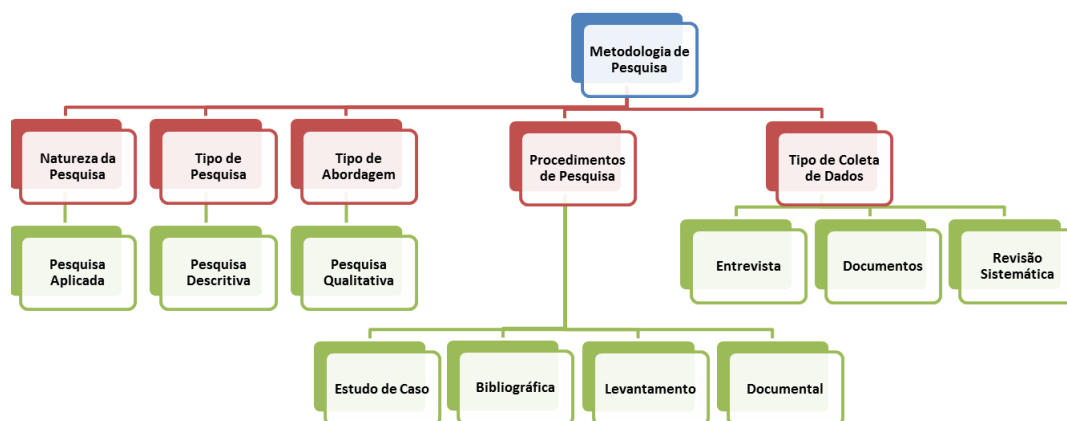 Metodologia de
Pesquisa
Natureza da
Pesquisa
Tipo de
Pesquisa
Tipo de
Abordagem
Procedimentos
de Pesquisa
Tipo de Coleta
de Dados
Pesquisa
Aplicada
Pesquisa
Descritiva
Pesquisa
Qualitativa
Entrevista
Documentos
Revisão
Sistemática
Estudo de Caso
Bibliográfica
Levantamento
Documental